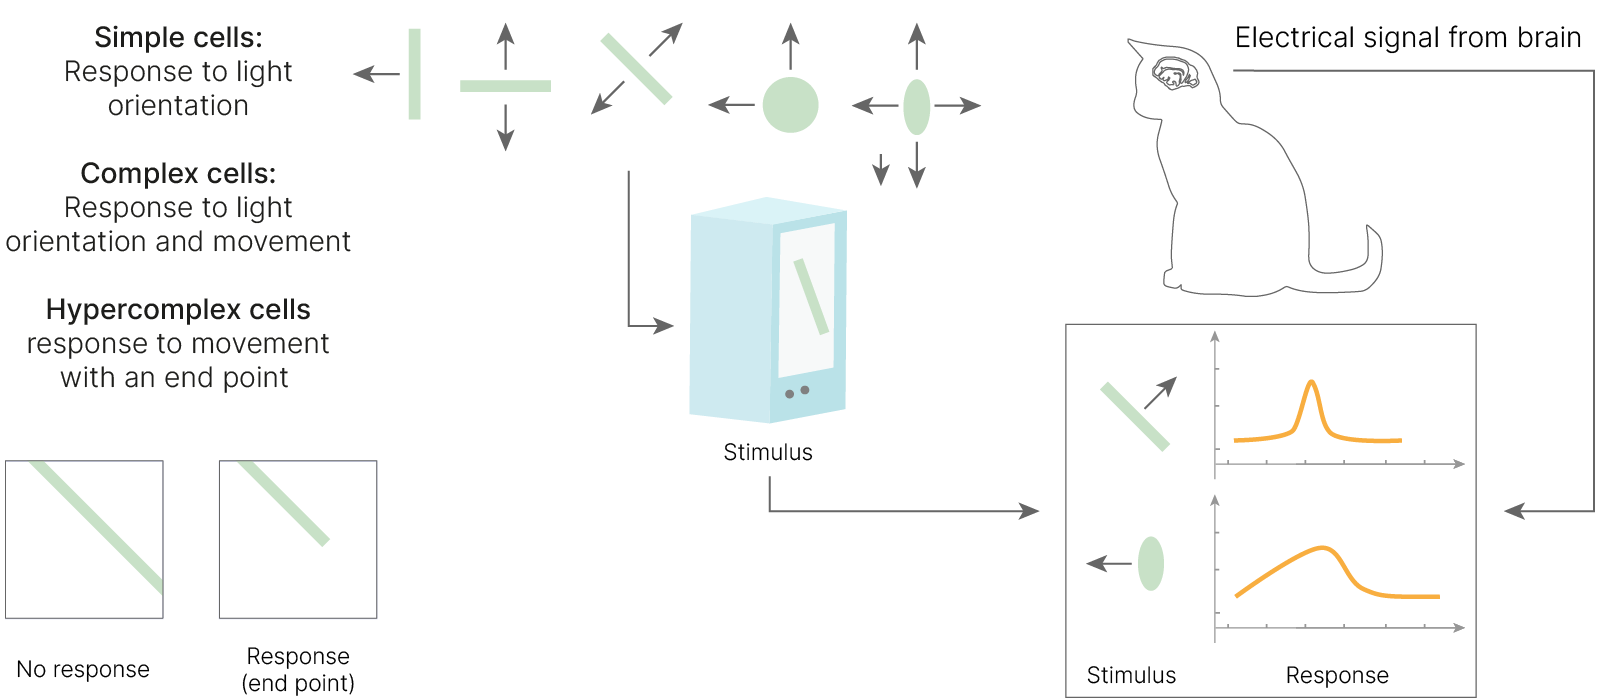 Simple cells:
Response to light
orientation
Complex cells:
Response to light
orientation and movement
Hypercomplex cells
response to movement
with an end point
No response
Response
(end point)
Stimulus
Electrical signal from brain
Stimulus
Response